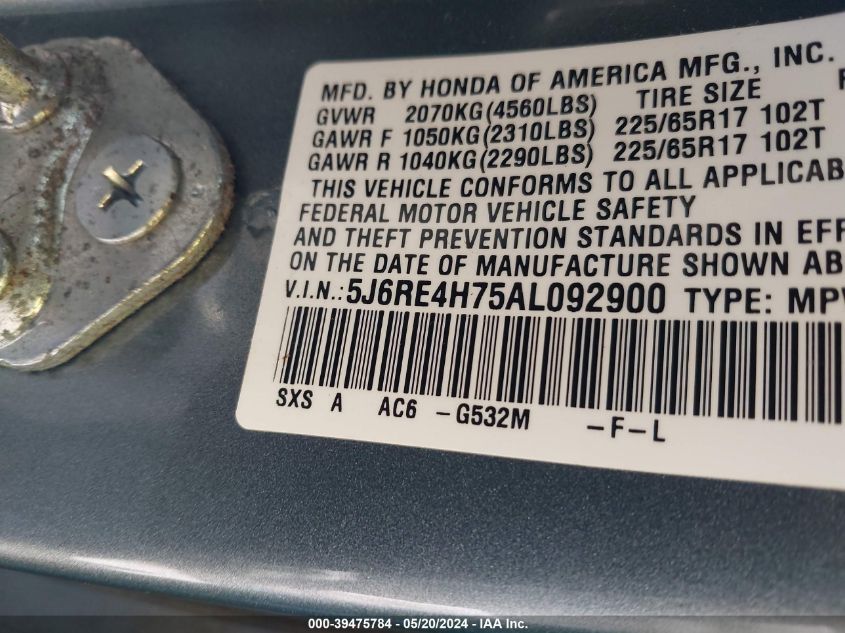 MFD. BY HONDA OF AMERICA MFG., INC.
GVWR 2070KG(4560LBS) TIRE SIZE
GAWR F 1050KG(2310LBS) 225/65R17 102T
GAWR R 1040KG(2290LBS) 225/65R17 102T
THIS VEHICLE CONFORMS TO ALL APPLICAB
FEDERAL MOTOR VEHICLE SAFETY
AND THEFT PREVENTION STANDARDS IN EFF
ON THE DATE OF MANUFACTURE SHOWN AB
V.I.N.: 5J6RE4H75AL092900 TYPE: MPV
SXS A AC6 -G532M -F-L
000-39475784 - 05/20/2024 - IAAI.com